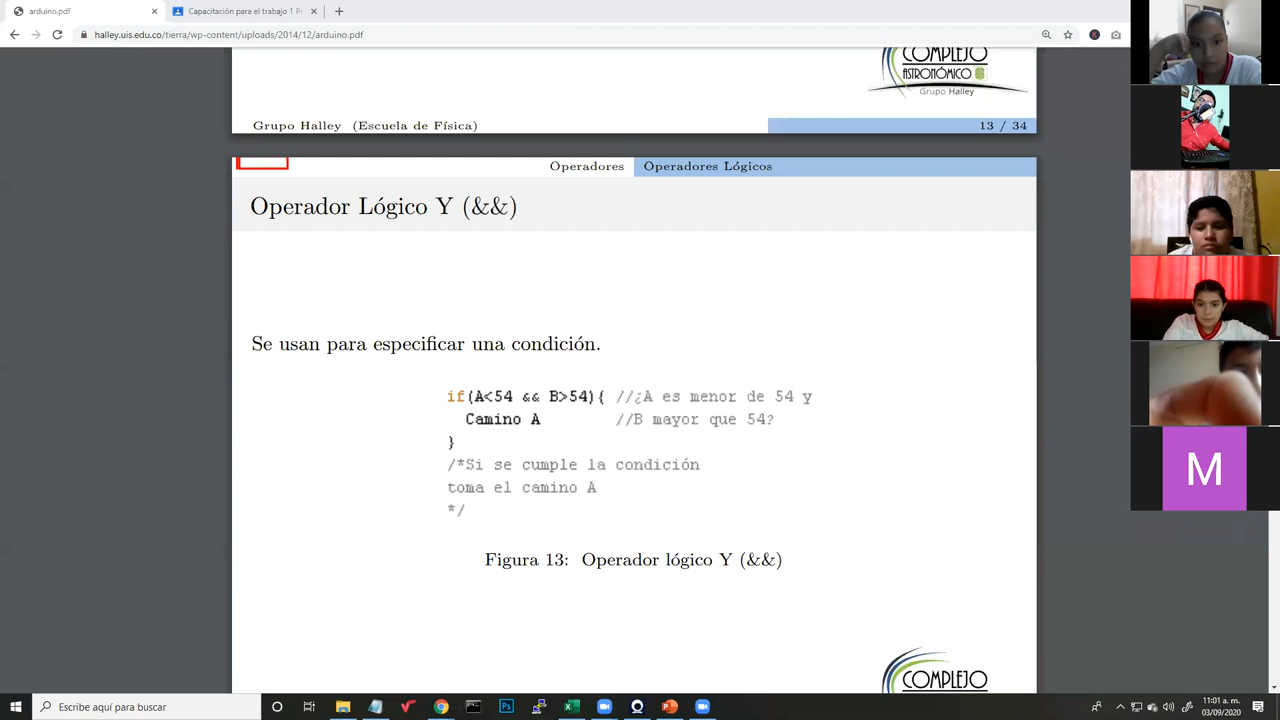 arduino.pdf
Capacitación para el trabajo 1 P
halley.uis.edu.co/tierra/wp-content/uploads/2014/12/arduino.pdf
COMPLEJO
ASTRONÓMICO
Grupo Halley
Grupo Halley (Escuela de Física)
13 / 34
Operadores
Operadores Lógicos
Operador Lógico Y (&&)
Se usan para especificar una condición.
if(A<54 && B>54){ //¿A es menor de 54 y
Camino A //B mayor que 54?
}
/*Si se cumple la condición
toma el camino A
*/
Figura 13: Operador lógico Y (&&)
COMPLEJO
M
Escribe aquí para buscar
11:01 a. m.
03/09/2020